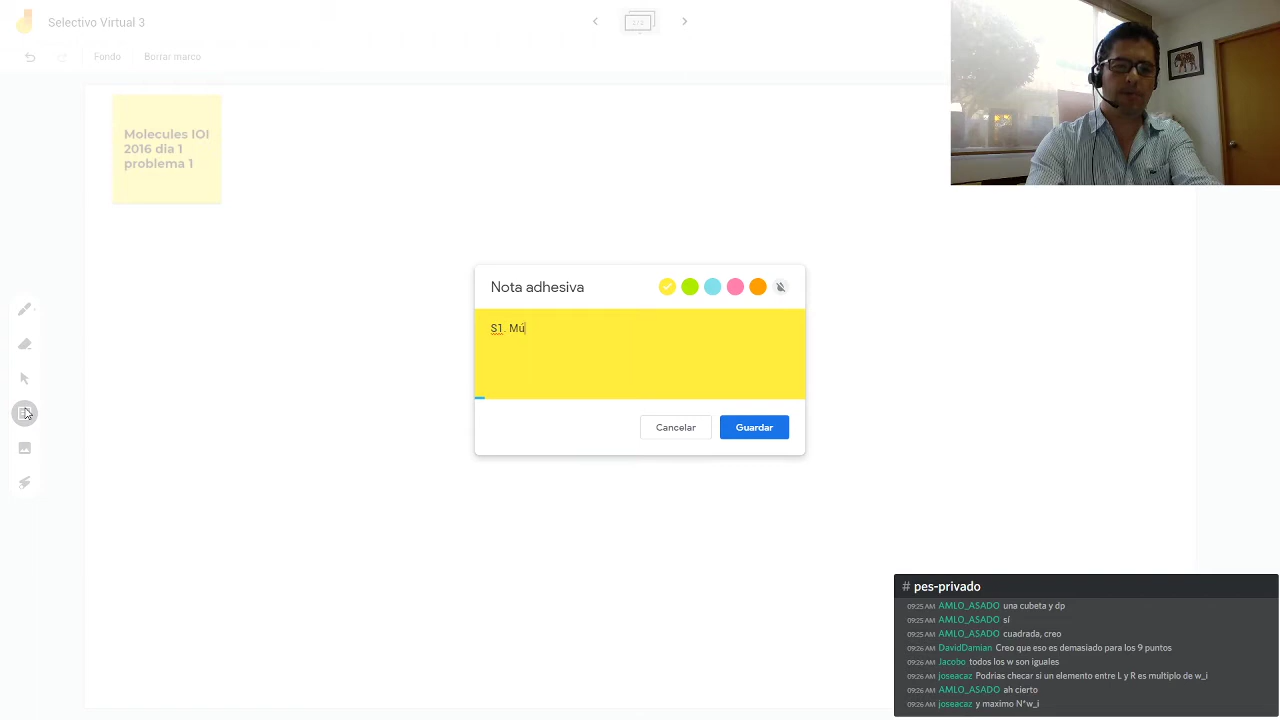 Selectivo Virtual 3
Fondo
Borrar marco
Molecules IOI
2016 dia 1
problema 1
Nota adhesiva
S1. Mú
Cancelar
Guardar
# pes-privado
09:25 AM AMLO_ASADO una cubeta y dp
09:25 AM AMLO_ASADO sí
09:25 AM AMLO_ASADO cuadrada, creo
09:26 AM DavidDamian Creo que eso es demasiado para los 9 puntos
09:26 AM Jacobo todos los w son iguales
09:26 AM joseacaz Podrias checar si un elemento entre L y R es multiplo de w_i
09:26 AM AMLO_ASADO ah cierto
09:26 AM joseacaz y maximo N*w_i